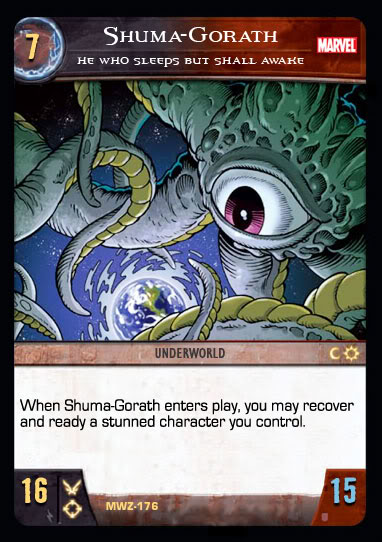 7
SHUMA-GORATH
MARVEL
HE WHO SLEEPS BUT SHALL AWAKE
UNDERWORLD
C
When Shuma-Gorath enters play, you may recover
and ready a stunned character you control.
16
MWZ-176
15